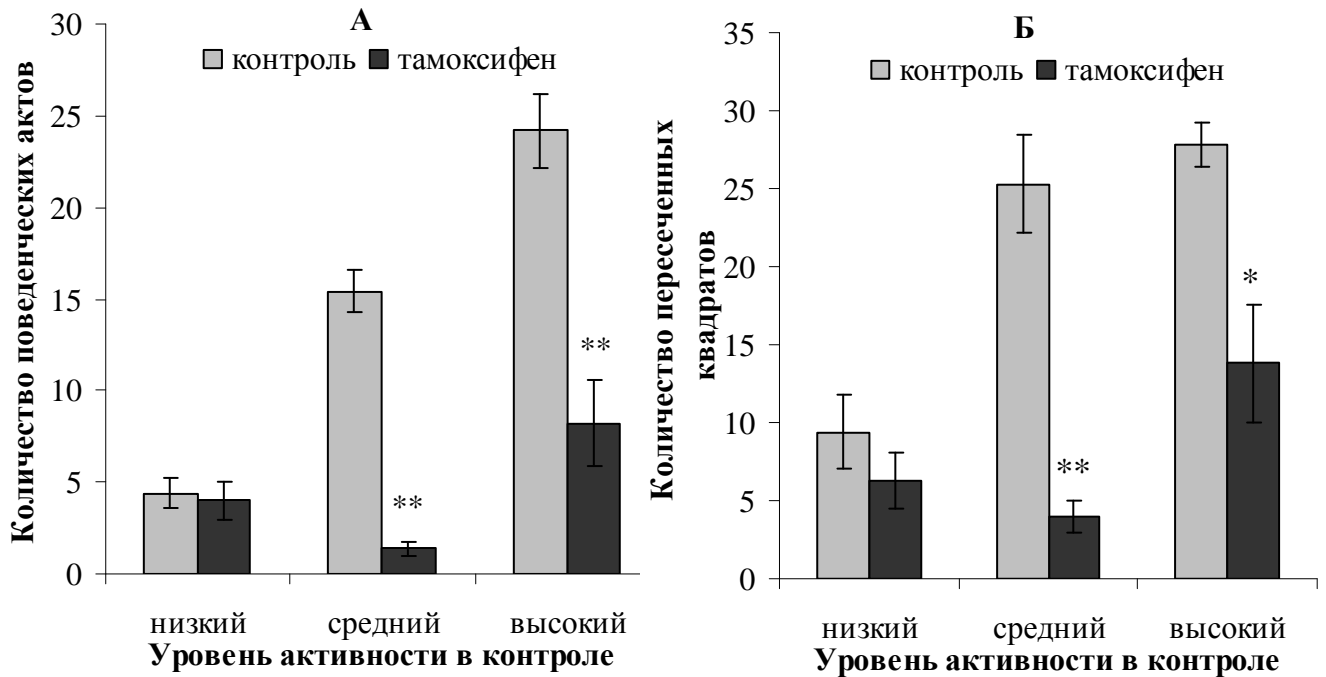 А
контроль тамоксифен
Количество поведенческих актов
30
25
20
15
10
5
0
**
**
низкий средний высокий
Уровень активности в контроле
Б
контроль тамоксифен
Количество пересеченных
квадратов
35
30
25
20
15
10
5
0
**
*
низкий средний высокий
Уровень активности в контроле